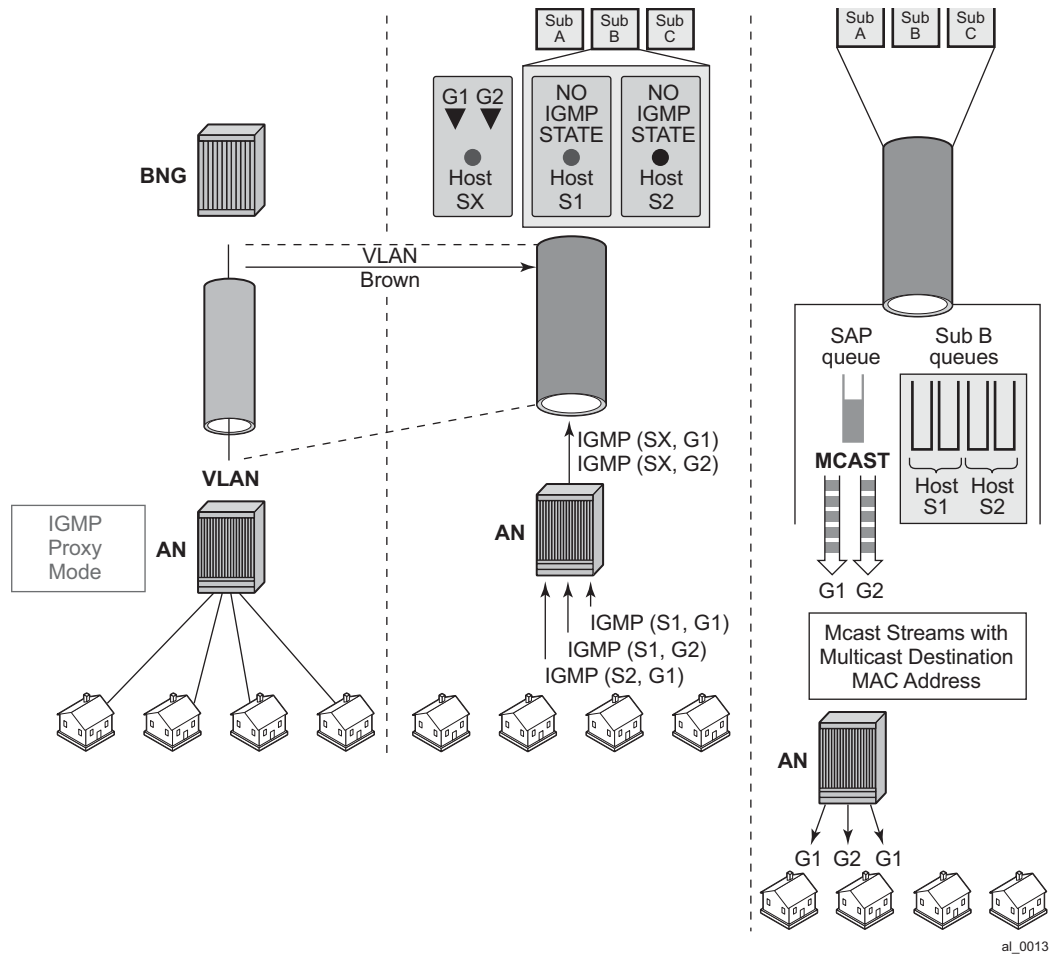 BNG
VLAN
AN
IGMP
Proxy
Mode
Sub
A
Sub
B
Sub
C
G1 G2
Host
SX
NO
IGMP
STATE
Host
S1
NO
IGMP
STATE
Host
S2
VLAN
Brown
IGMP (SX, G1)
IGMP (SX, G2)
AN
IGMP (S1, G1)
IGMP (S1, G2)
IGMP (S2, G1)
Sub
A
Sub
B
Sub
C
SAP
queue
Sub B
queues
MCAST
Host
S1
Host
S2
G1 G2
Mcast Streams with
Multicast Destination
MAC Address
AN
G1 G2 G1
al_0013